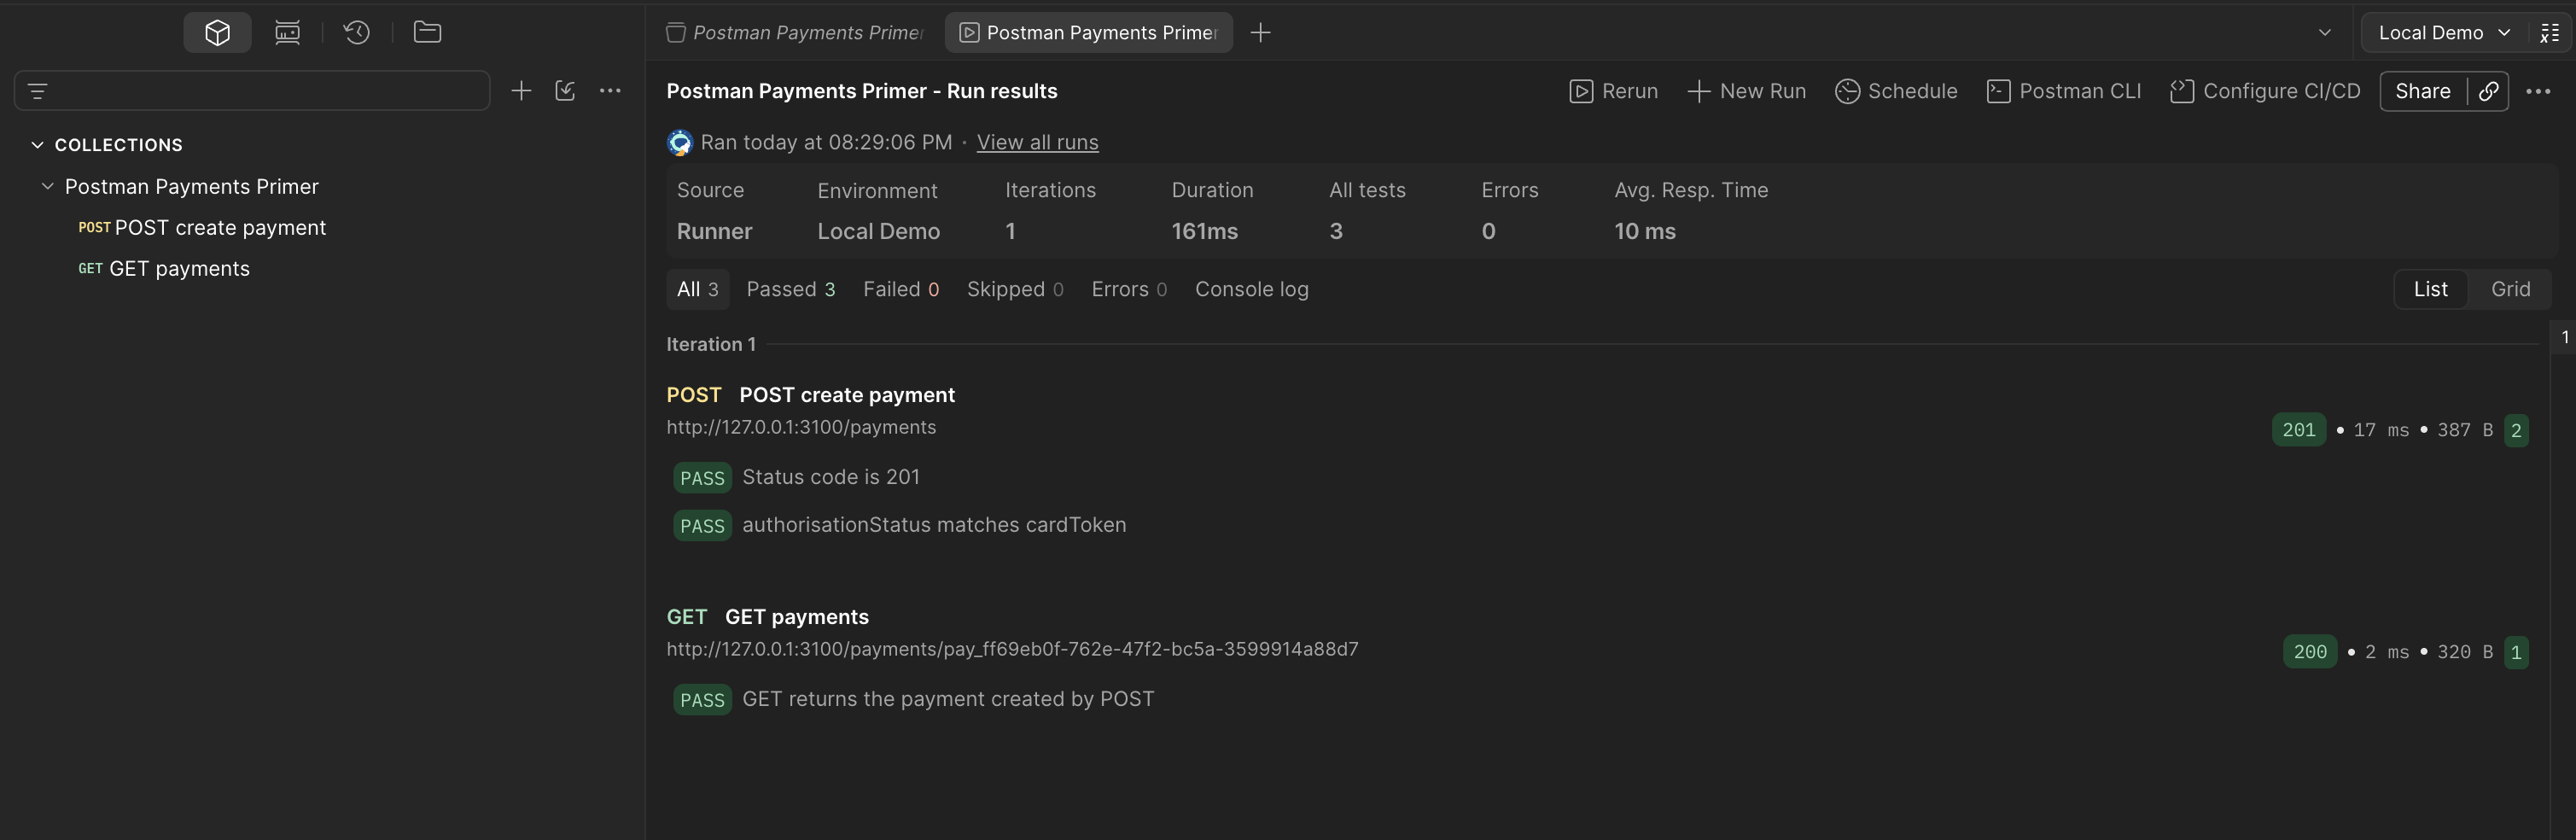 Postman Payments Primer
Postman Payments Primer
Local Demo
Postman Payments Primer - Run results
Rerun
New Run
Schedule
Postman CLI
Configure CI/CD
Share
Ran today at 08:29:06 PM · View all runs
COLLECTIONS
Postman Payments Primer
POST POST create payment
GET GET payments
Source Environment Iterations Duration All tests Errors Avg. Resp. Time
Runner Local Demo 1 161ms 3 0 10 ms
All 3 Passed 3 Failed 0 Skipped 0 Errors 0 Console log
List Grid
Iteration 1
1
POST POST create payment
http://127.0.0.1:3100/payments
201 • 17 ms • 387 B 2
PASS Status code is 201
PASS authorisationStatus matches cardToken
GET GET payments
http://127.0.0.1:3100/payments/pay_ff69eb0f-762e-47f2-bc5a-3599914a88d7
200 • 2 ms • 320 B 1
PASS GET returns the payment created by POST